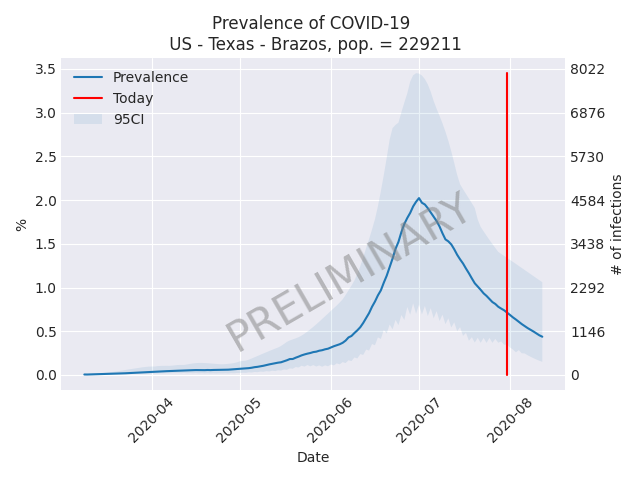 Prevalence of COVID-19
US - Texas - Brazos, pop. = 229211
3.5
3.0
2.5
2.0
1.5
1.0
0.5
0.0
%
Prevalence
Today
95CI
PRELIMINARY
8022
6876
5730
4584
3438
2292
1146
0
# of infections
2020-04
2020-05
2020-06
2020-07
2020-08
Date